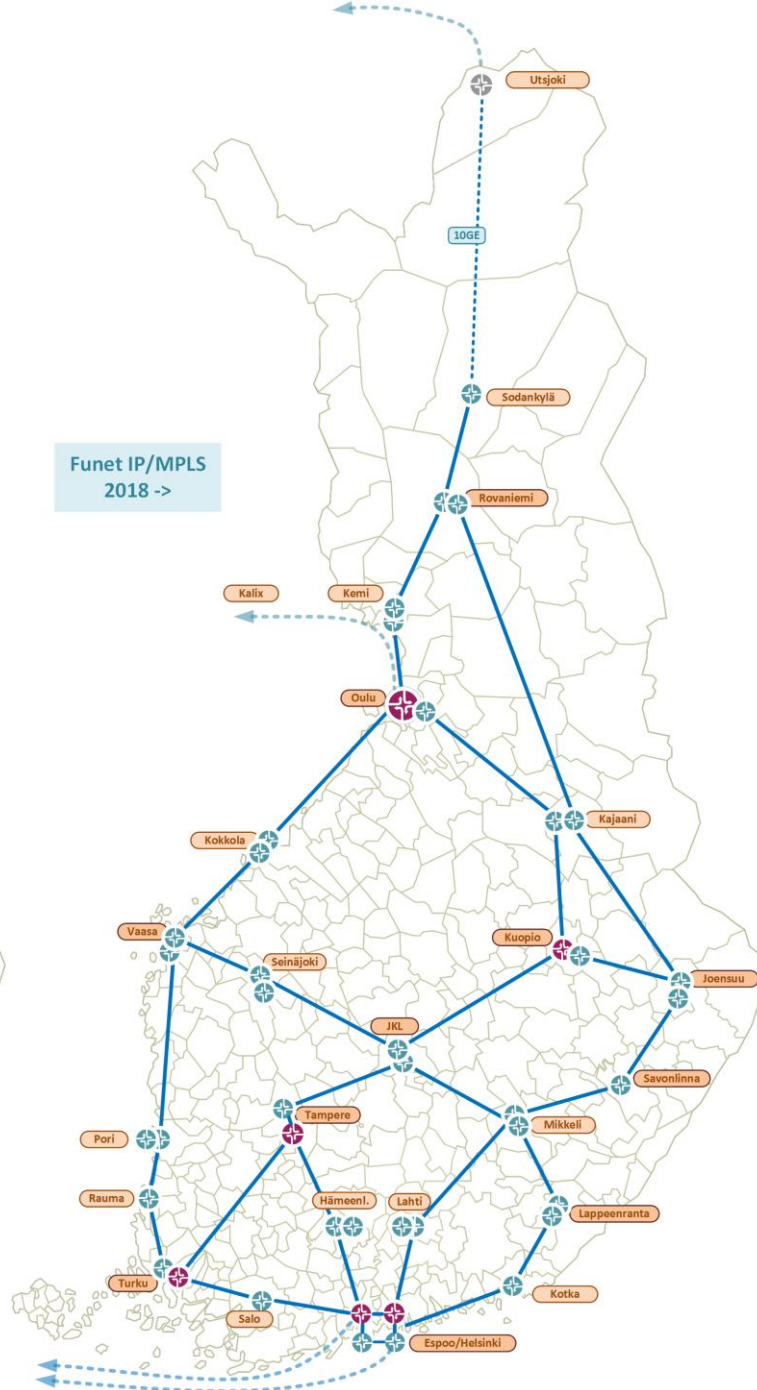 Utsjoki
10GE
Sodankylä
Funet IP/MPLS
2018 ->
Rovaniemi
Kalix
Kemi
Oulu
Kajaani
Kokkola
Vaasa
Kuopio
Seinäjoki
Joensuu
JKL
Savonlinna
Tampere
Mikkeli
Pori
Rauma
Hämeenl.
Lahti
Lappeenranta
Turku
Kotka
Salo
Espoo/Helsinki